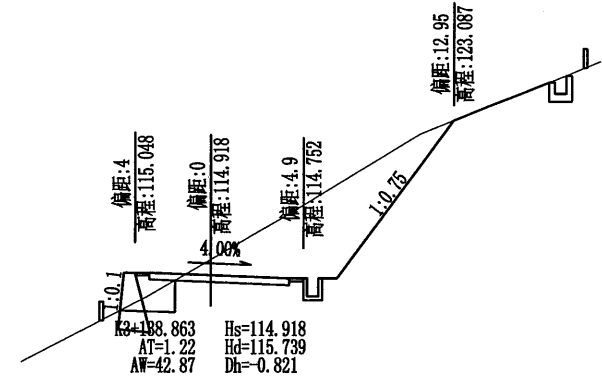 偏距:12.95
高程:123.087
偏距:4
高程:115.048
偏距:0
高程:114.918
偏距:4.9
高程:114.752
1:0.75
4.00%
1:0.1
K3+138.863
Hs=114.918
AT=1.22
Hd=115.739
AW=42.87
Dh=-0.821